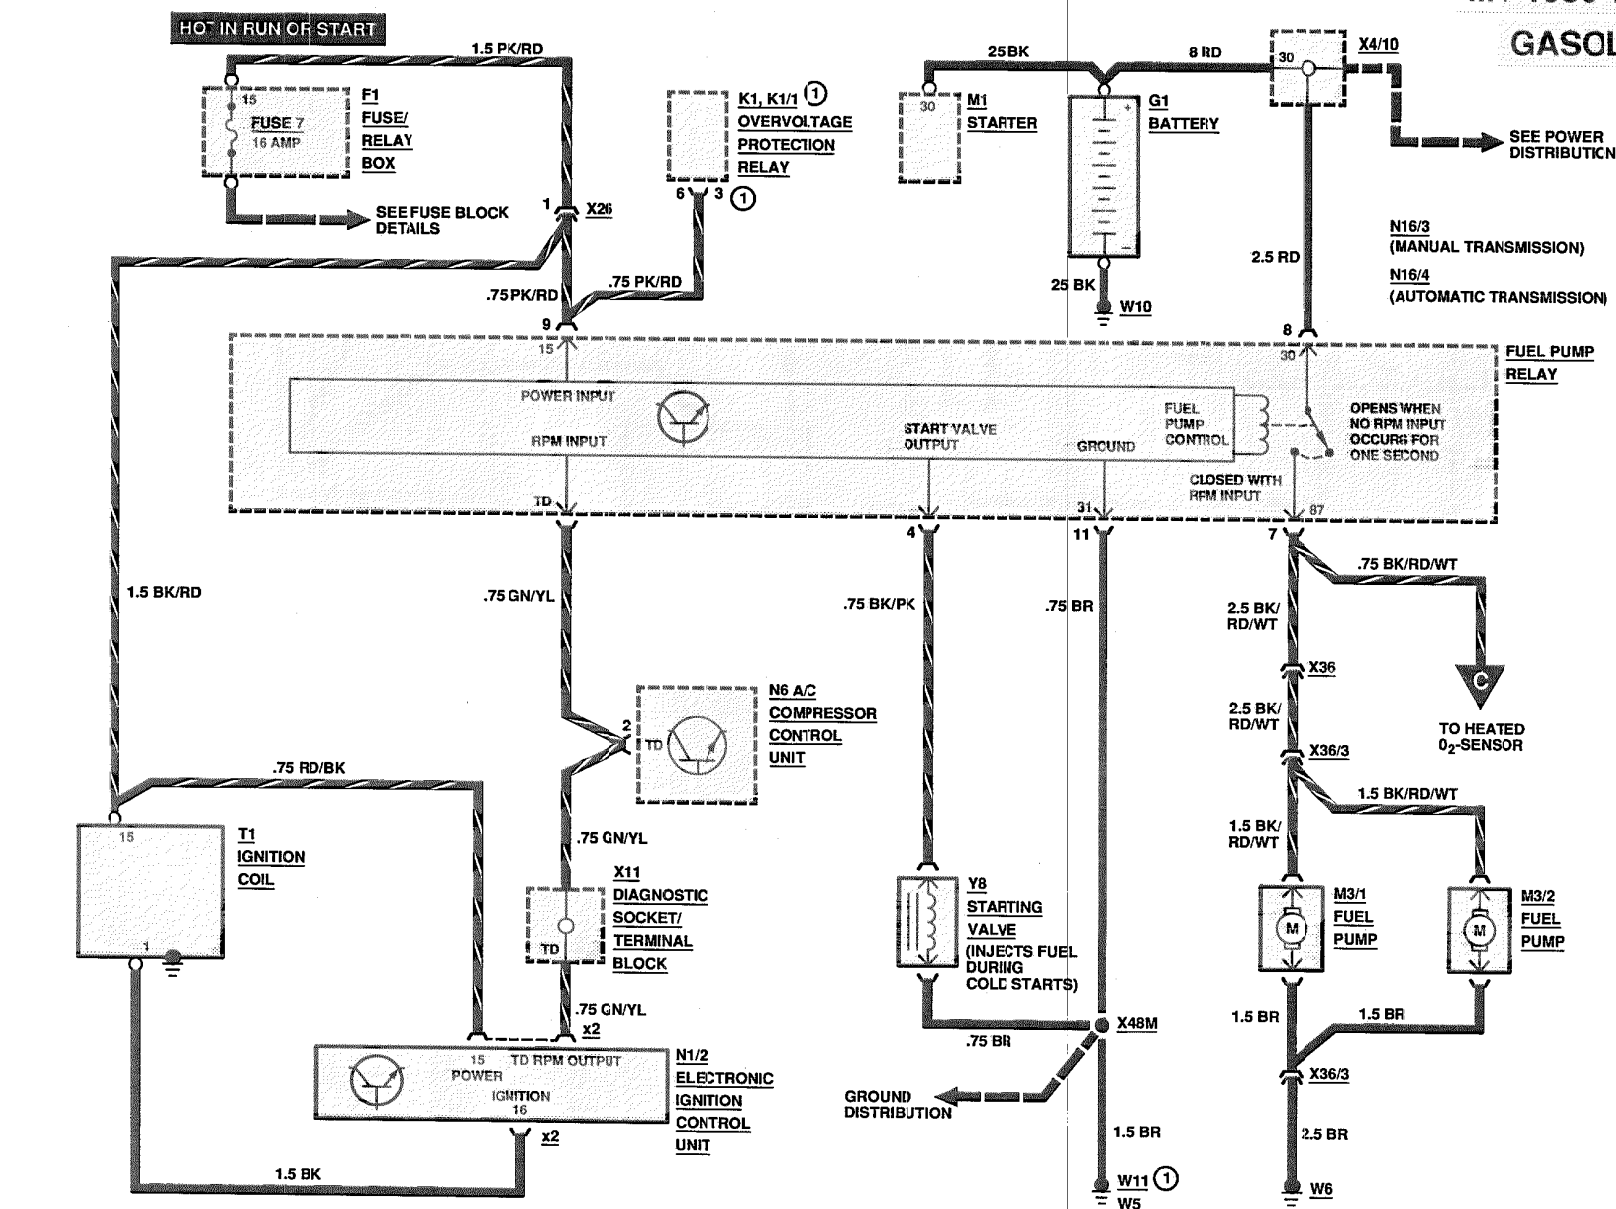 GASOL
HOT IN RUN OR START
1.5 PK/RD
15
FUSE 7
16 AMP
F1
FUSE/
RELAY
BOX
SEE FUSE BLOCK
DETAILS
1
X26
K1, K1/1 1
OVERVOLTAGE
PROTECTION
RELAY
6
3
1
.75 PK/RD
.75 PK/RD
25 BK
30
M1
STARTER
8 RD
+
-
G1
BATTERY
30
X4/10
SEE POWER
DISTRIBUTION
25 BK
W10
2.5 RD
N16/3
(MANUAL TRANSMISSION)
N16/4
(AUTOMATIC TRANSMISSION)
9
15
POWER INPUT
RPM INPUT
TD
START VALVE
OUTPUT
GROUND
31
FUEL
PUMP
CONTROL
CLOSED WITH
RPM INPUT
8
30
OPENS WHEN
NO RPM INPUT
OCCURS FOR
ONE SECOND
87
FUEL PUMP
RELAY
4
11
7
1.5 BK/RD
.75 GN/YL
.75 BK/PK
.75 BR
.75 BK/RD/WT
2.5 BK/
RD/WT
X36
2.5 BK/
RD/WT
C
TO HEATED
O2-SENSOR
X36/3
1.5 BK/RD/WT
1.5 BK/
RD/WT
2
TD
N6 A/C
COMPRESSOR
CONTROL
UNIT
.75 RD/BK
.75 GN/YL
15
T1
IGNITION
COIL
1
TD
X11
DIAGNOSTIC
SOCKET/
TERMINAL
BLOCK
.75 GN/YL
x2
15
POWER
TD RPM OUTPUT
IGNITION
16
N1/2
ELECTRONIC
IGNITION
CONTROL
UNIT
x2
1.5 BK
Y8
STARTING
VALVE
(INJECTS FUEL
DURING
COLD STARTS)
.75 BR
X48M
GROUND
DISTRIBUTION
1.5 BR
W11 1
W5
M
M3/1
FUEL
PUMP
M
M3/2
FUEL
PUMP
1.5 BR
1.5 BR
X36/3
2.5 BR
W6